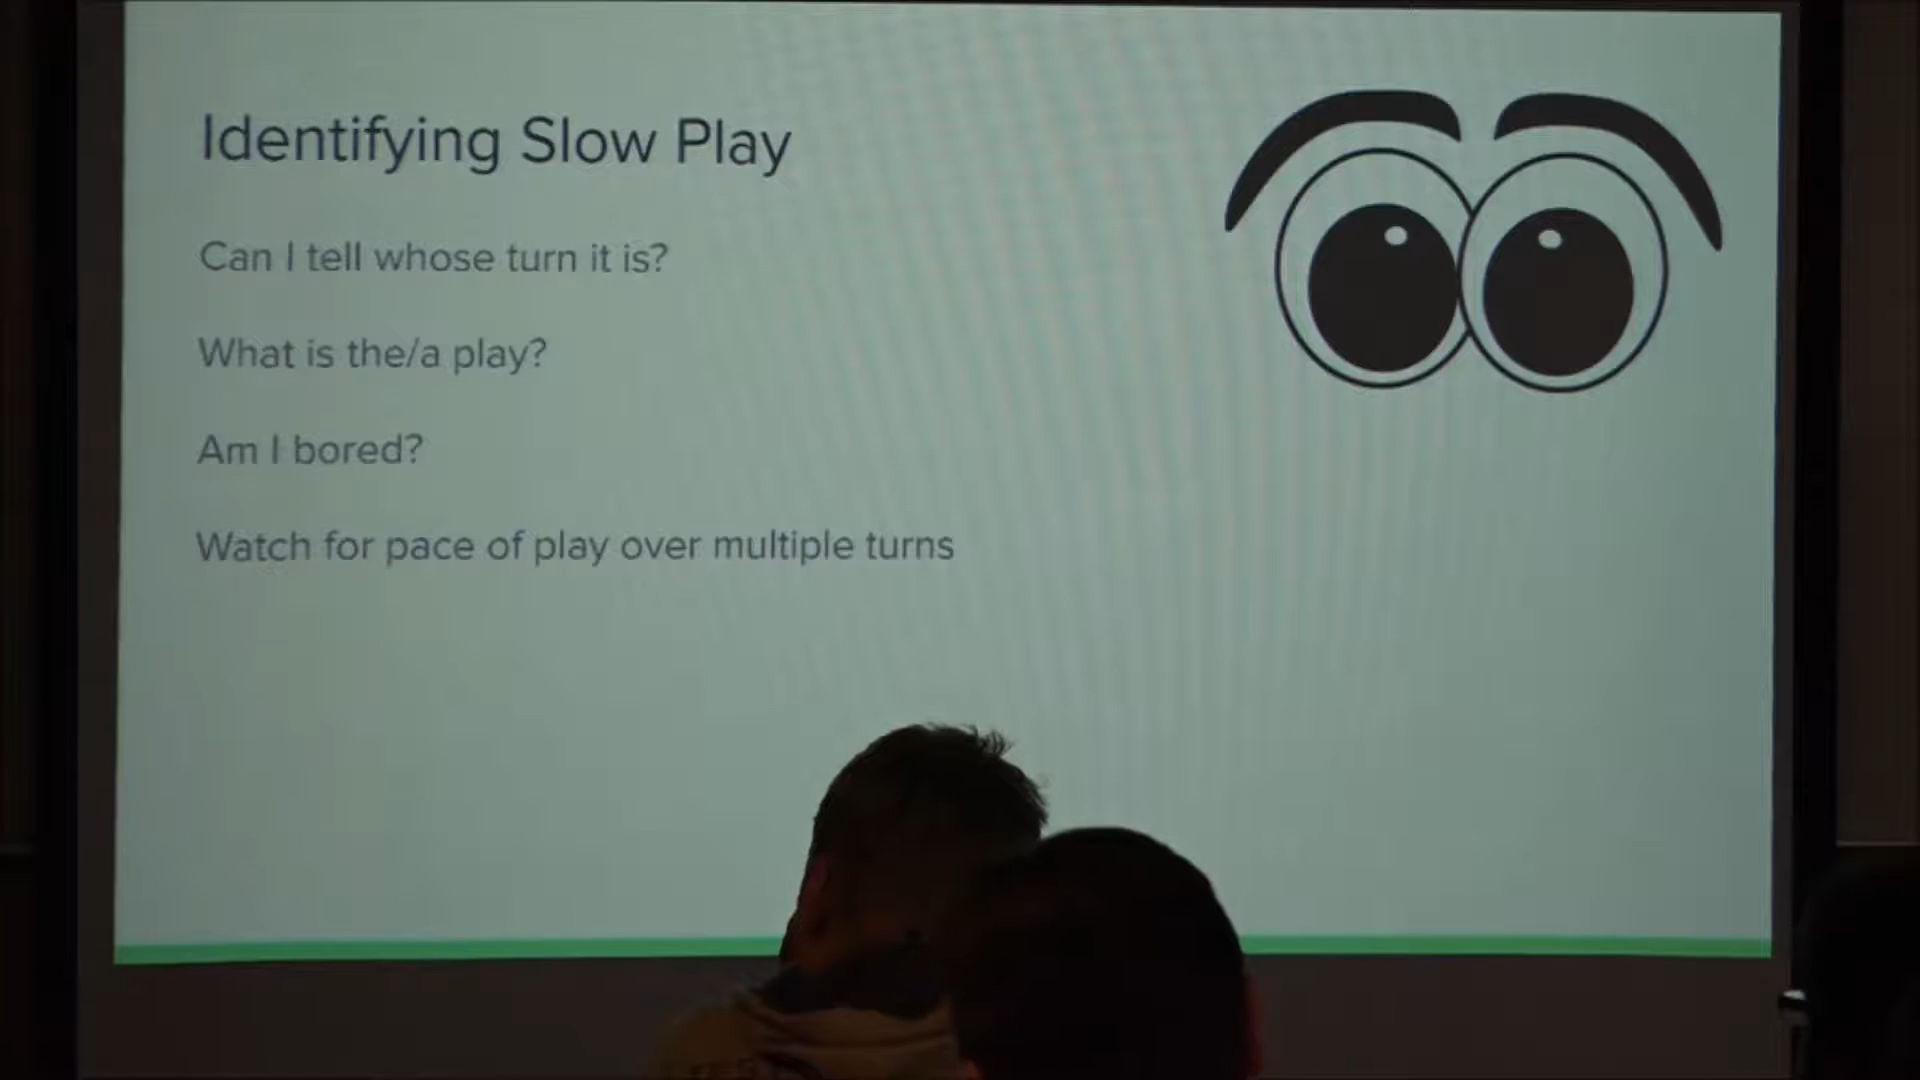 Identifying Slow Play
Can I tell whose turn it is?
What is the/a play?
Am I bored?
Watch for pace of play over multiple turns